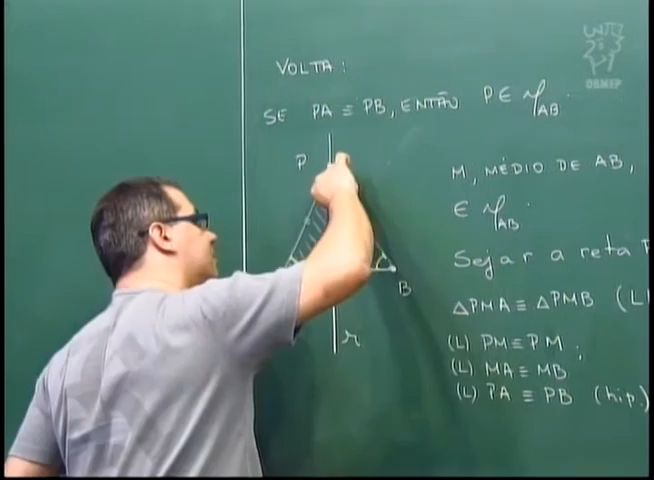 OBMEP
VOLTA:
SE PA ≡ PB, ENTÃO P ∈ m_AB.
P
M, MÉDIO DE AB,
∈ m_AB.
Seja r a reta P
B
△PMA ≡ △PMB (L
r
(L) PM ≡ PM ;
(L) MA ≡ MB
(L) PA ≡ PB (hip.)